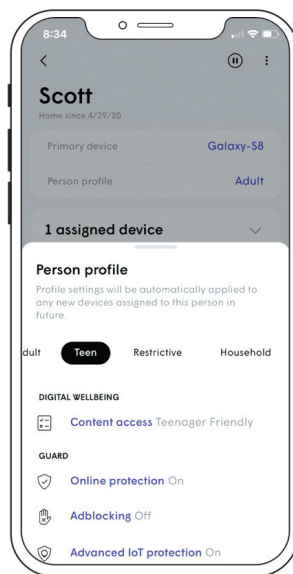 8:34
Scott
Home since 4/29/20
Primary device Galaxy-S8
Person profile Adult
1 assigned device
Person profile
Profile settings will be automatically applied to
any new devices assigned to this person in
future.
dult Teen Restrictive Household
DIGITAL WELLBEING
Content access Teenager Friendly
GUARD
Online protection On
Adblocking Off
Advanced IoT protection On